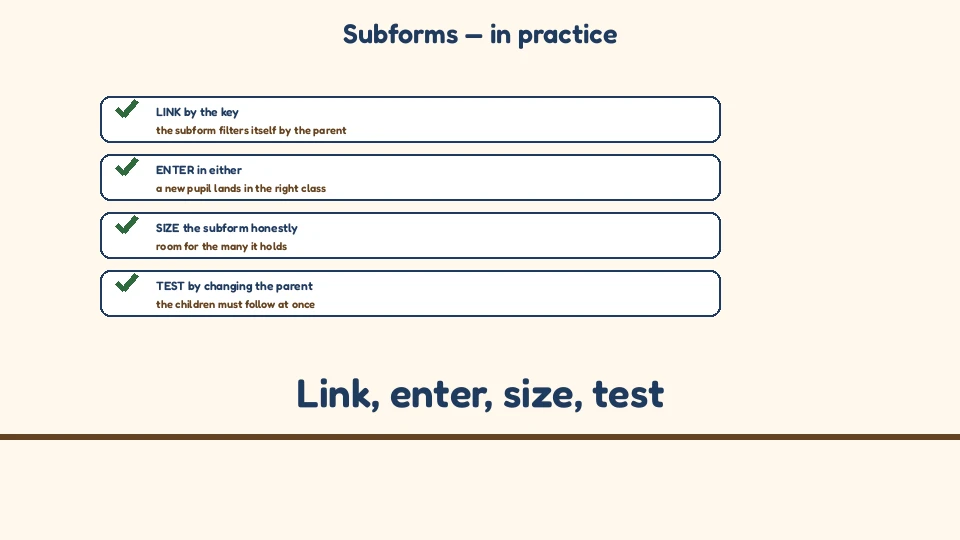 Subforms — in practice
LINK by the key
the subform filters itself by the parent
ENTER in either
a new pupil lands in the right class
SIZE the subform honestly
room for the many it holds
TEST by changing the parent
the children must follow at once
Link, enter, size, test